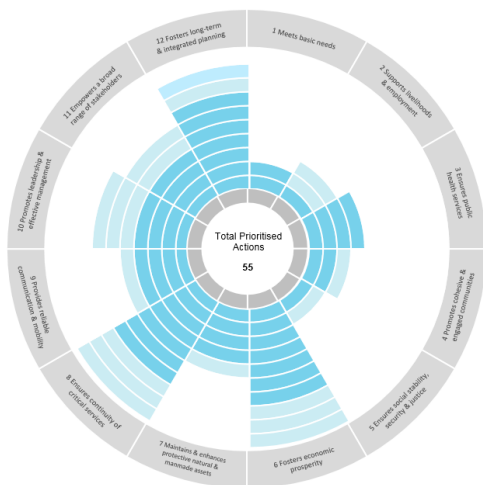 12 Fosters long-term
& integrated planning
1 Meets basic needs
2 Supports livelihoods
& employment
3 Ensures public
health services
4 Promotes cohesive &
engaged communities
5 Ensures social stability,
security & justice
6 Fosters economic
prosperity
7 Maintains & enhances
protective natural &
manmade assets
8 Ensures continuity of
critical services
9 Provides reliable
communication & mobility
10 Promotes leadership &
effective management
11 Empowers a broad
range of stakeholders
Total Prioritised
Actions
55